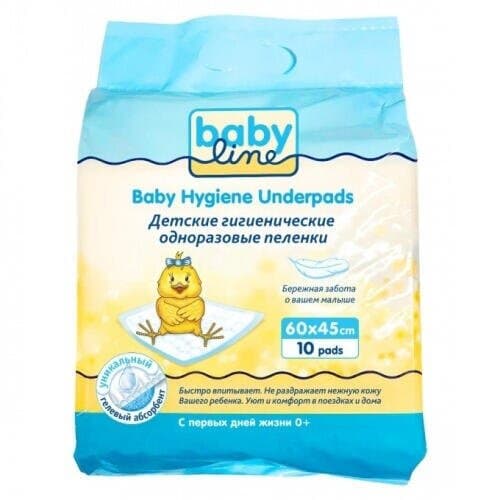 baby
line
Baby Hygiene Underpads
Детские гигиенические
одноразовые пеленки
Бережная забота
о вашем малыше
60x45cm
10 pads
уникальный
гелевый абсорбент
Быстро впитывает. Не раздражает нежную кожу
Вашего ребенка. Уют и комфорт в поездках и дома
С первых дней жизни 0+